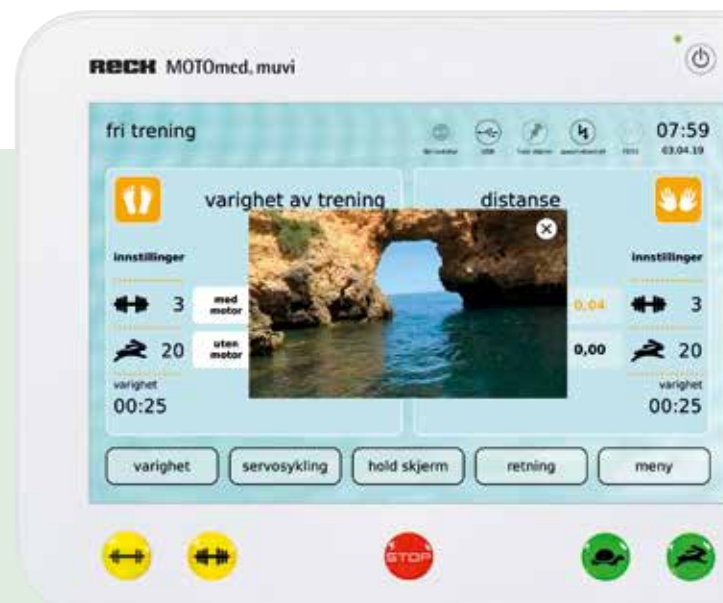 RECK MOTOmed. muvi
fri trening
USB
07:59
03.04.19
varighet av trening
distanse
innstillinger
innstillinger
3
med motor
0,04
3
20
uten motor
0,00
20
varighet
00:25
varighet
00:25
varighet
servosykling
hold skjerm
retning
meny
STOP